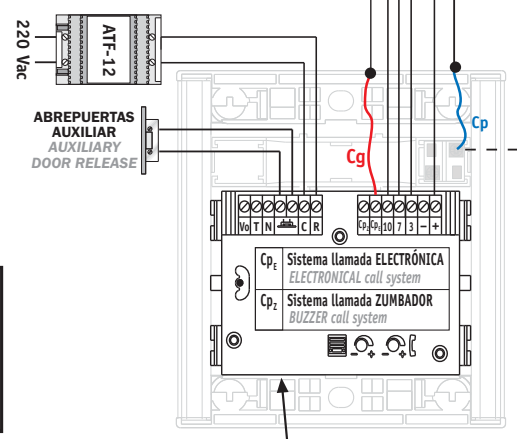 220 Vac
ATF-12
ABREPUERTAS
AUXILIAR
AUXILIARY
DOOR RELEASE
Cg
Cp
Vo T N C R
CpE CpE 10 7 3 − +
CpE Sistema llamada ELECTRÓNICA
ELECTRONICAL call system
CpZ Sistema llamada ZUMBADOR
BUZZER call system
− + − +